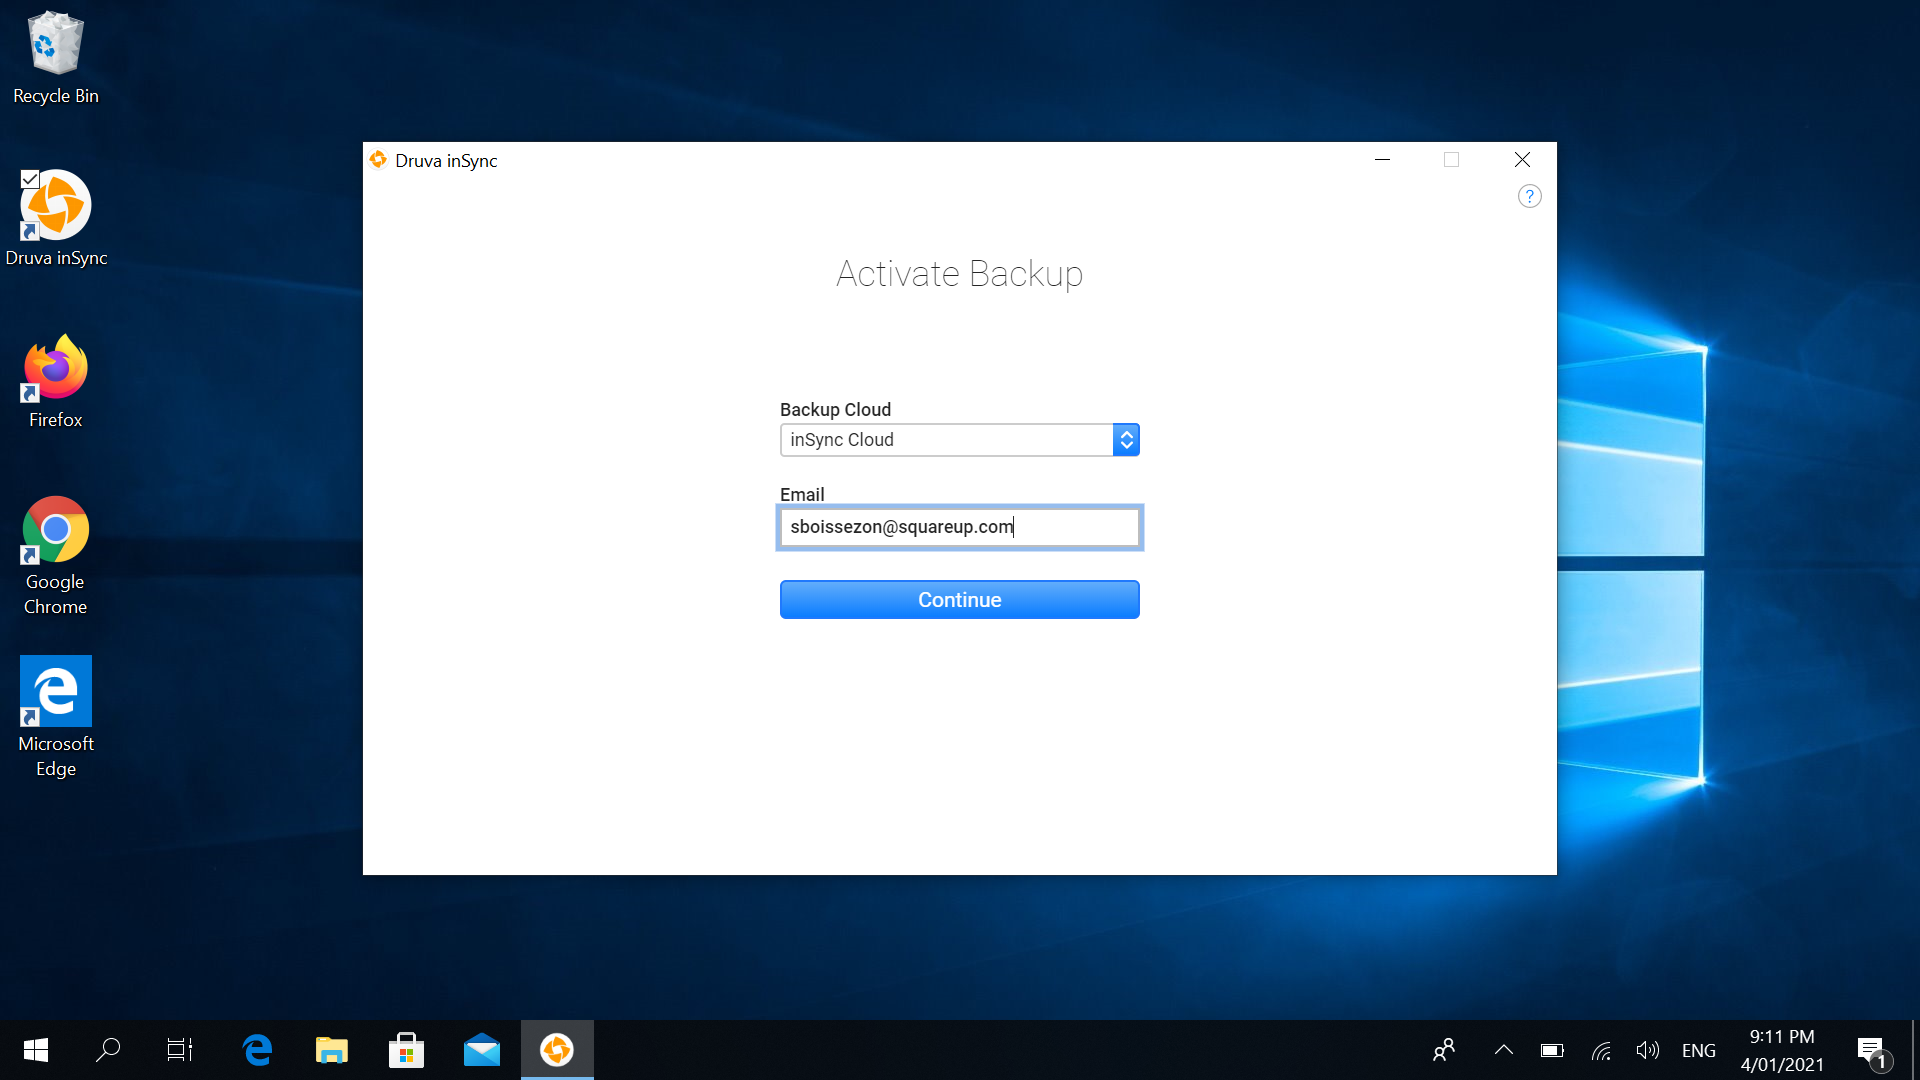 Recycle Bin
Druva inSync
Firefox
Google
Chrome
Microsoft
Edge
Druva inSync
?
Activate Backup
Backup Cloud
inSync Cloud
Email
sboissezon@squareup.com
Continue
ENG
9:11 PM
4/01/2021
1